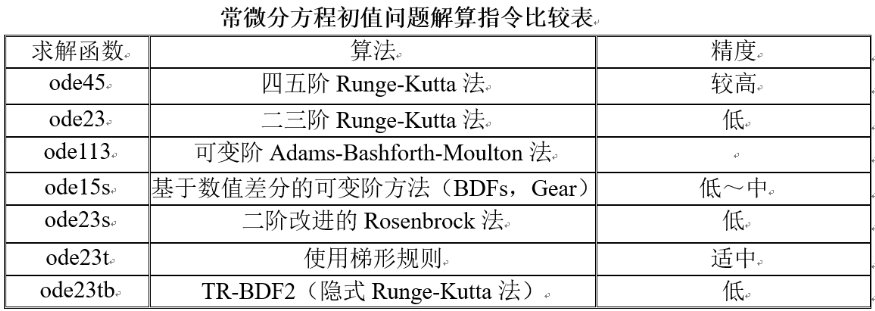 常微分方程初值问题解算指令比较表
求解函数 算法 精度
ode45 四五阶 Runge-Kutta 法 较高
ode23 二三阶 Runge-Kutta 法 低
ode113 可变阶 Adams-Bashforth-Moulton 法
ode15s 基于数值差分的可变阶方法（BDFs，Gear） 低～中
ode23s 二阶改进的 Rosenbrock 法 低
ode23t 使用梯形规则 适中
ode23tb TR-BDF2（隐式 Runge-Kutta 法） 低